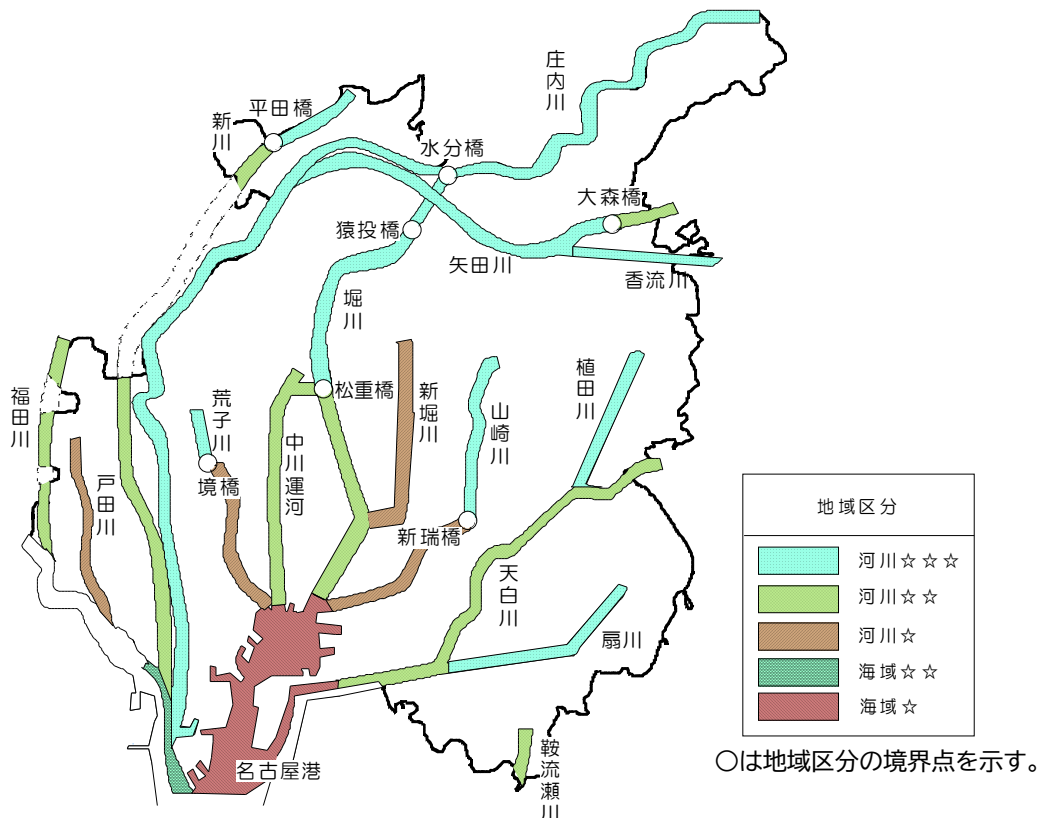 庄内川
平田橋
新川
水分橋
大森橋
猿投橋
矢田川
香流川
堀川
松重橋
新堀川
植田川
山崎川
荒子川
福田川
中川運河
境橋
戸田川
新瑞橋
天白川
扇川
名古屋港
鞍流瀬川
地域区分
河川☆☆☆
河川☆☆
河川☆
海域☆☆
海域☆
○は地域区分の境界点を示す。